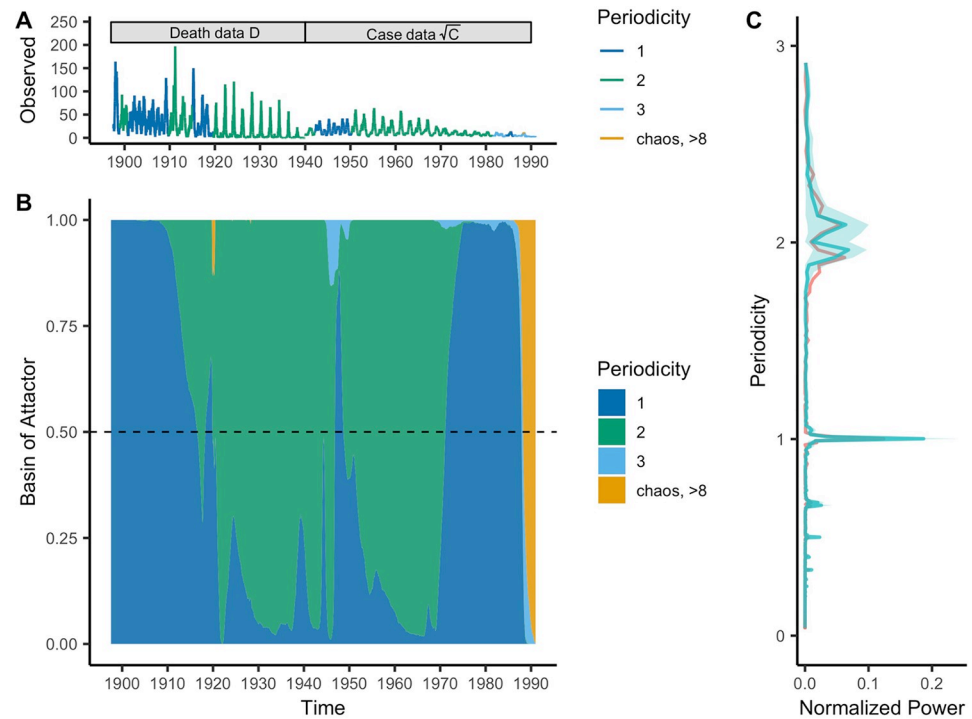 A
Observed
250
200
150
100
50
0
Death data D
Case data √C
1900 1910 1920 1930 1940 1950 1960 1970 1980 1990
Periodicity
1
2
3
chaos, >8
B
Basin of Attactor
1.00
0.75
0.50
0.25
0.00
1900 1910 1920 1930 1940 1950 1960 1970 1980 1990
Time
Periodicity
1
2
3
chaos, >8
C
Periodicity
3
2
1
0
0.0 0.1 0.2
Normalized Power